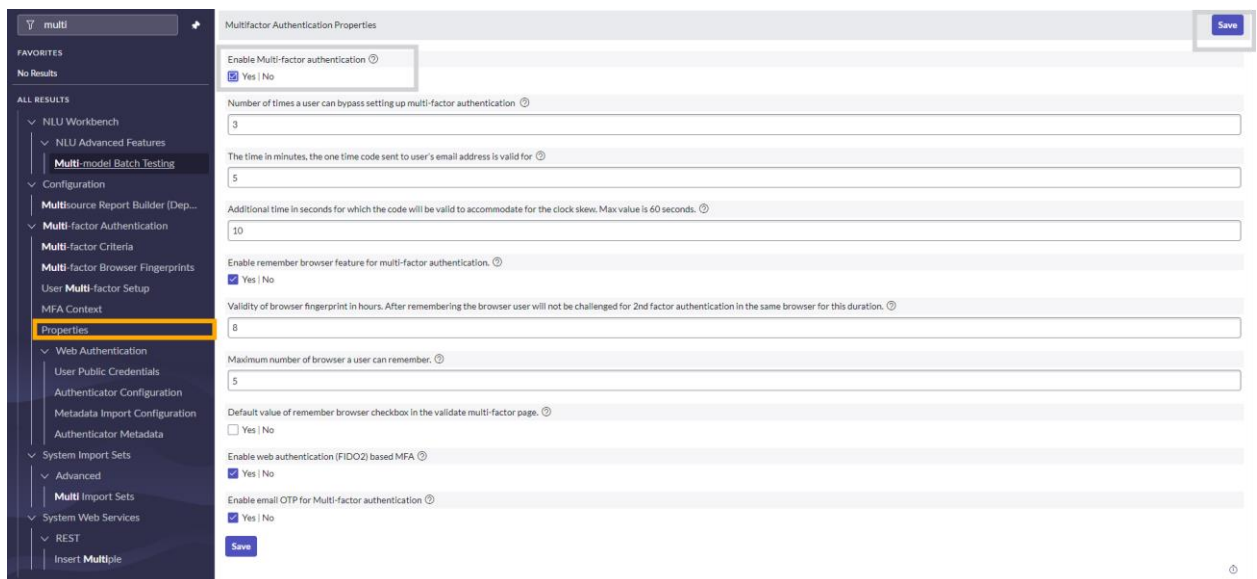 multi
FAVORITES
No Results
ALL RESULTS
NLU Workbench
NLU Advanced Features
Multi-model Batch Testing
Configuration
Multisource Report Builder (Dep...
Multi-factor Authentication
Multi-factor Criteria
Multi-factor Browser Fingerprints
User Multi-factor Setup
MFA Context
Properties
Web Authentication
User Public Credentials
Authenticator Configuration
Metadata Import Configuration
Authenticator Metadata
System Import Sets
Advanced
Multi Import Sets
System Web Services
REST
Insert Multiple
Multifactor Authentication Properties
Save
Enable Multi-factor authentication
Yes | No
Number of times a user can bypass setting up multi-factor authentication
3
The time in minutes, the one time code sent to user's email address is valid for
5
Additional time in seconds for which the code will be valid to accommodate for the clock skew. Max value is 60 seconds.
10
Enable remember browser feature for multi-factor authentication.
Yes | No
Validity of browser fingerprint in hours. After remembering the browser user will not be challenged for 2nd factor authentication in the same browser for this duration.
8
Maximum number of browser a user can remember.
5
Default value of remember browser checkbox in the validate multi-factor page.
Yes | No
Enable web authentication (FIDO2) based MFA
Yes | No
Enable email OTP for Multi-factor authentication
Yes | No
Save